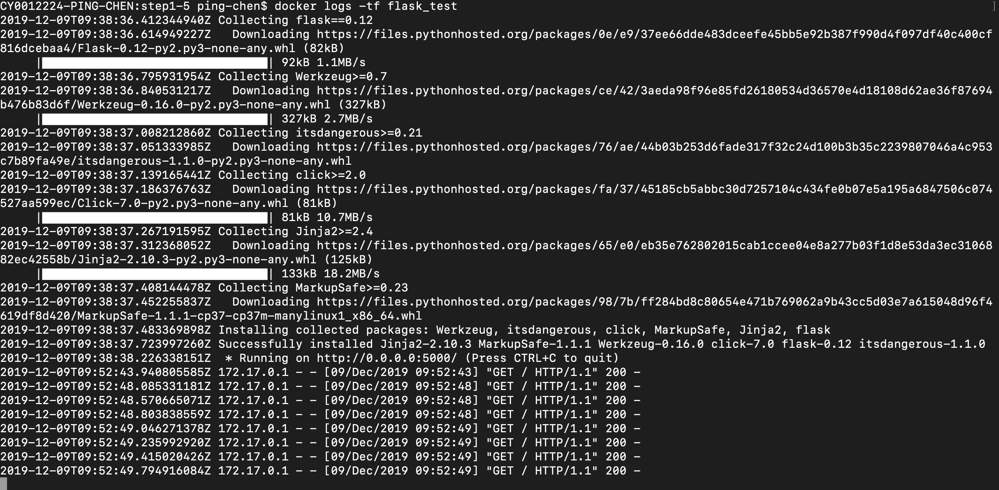 CY0012224-PING-CHEN:step1-5 ping-chen$ docker logs -tf flask_test ]
2019-12-09T09:38:36.412344940Z Collecting flask==0.12
2019-12-09T09:38:36.614949227Z   Downloading https://files.pythonhosted.org/packages/0e/e9/37ee66dde483dceefe45bb5e92b387f990d4f097df40c400cf
816dcebaa4/Flask-0.12-py2.py3-none-any.whl (82kB)
| | 92kB 1.1MB/s
2019-12-09T09:38:36.795931954Z Collecting Werkzeug>=0.7
2019-12-09T09:38:36.840531217Z   Downloading https://files.pythonhosted.org/packages/ce/42/3aeda98f96e85fd26180534d36570e4d18108d62ae36f87694
b476b83d6f/Werkzeug-0.16.0-py2.py3-none-any.whl (327kB)
| | 327kB 2.7MB/s
2019-12-09T09:38:37.008212860Z Collecting itsdangerous>=0.21
2019-12-09T09:38:37.051333985Z   Downloading https://files.pythonhosted.org/packages/76/ae/44b03b253d6fade317f32c24d100b3b35c2239807046a4c953
c7b89fa49e/itsdangerous-1.1.0-py2.py3-none-any.whl
2019-12-09T09:38:37.139165441Z Collecting click>=2.0
2019-12-09T09:38:37.186376763Z   Downloading https://files.pythonhosted.org/packages/fa/37/45185cb5abbc30d7257104c434fe0b07e5a195a6847506c074
527aa599ec/Click-7.0-py2.py3-none-any.whl (81kB)
| | 81kB 10.7MB/s
2019-12-09T09:38:37.267191595Z Collecting Jinja2>=2.4
2019-12-09T09:38:37.312368052Z   Downloading https://files.pythonhosted.org/packages/65/e0/eb35e762802015cab1ccee04e8a277b03f1d8e53da3ec31068
82ec42558b/Jinja2-2.10.3-py2.py3-none-any.whl (125kB)
| | 133kB 18.2MB/s
2019-12-09T09:38:37.408144478Z Collecting MarkupSafe>=0.23
2019-12-09T09:38:37.452255837Z   Downloading https://files.pythonhosted.org/packages/98/7b/ff284bd8c80654e471b769062a9b43cc5d03e7a615048d96f4
619df8d420/MarkupSafe-1.1.1-cp37-cp37m-manylinux1_x86_64.whl
2019-12-09T09:38:37.483369898Z Installing collected packages: Werkzeug, itsdangerous, click, MarkupSafe, Jinja2, flask
2019-12-09T09:38:37.723997260Z Successfully installed Jinja2-2.10.3 MarkupSafe-1.1.1 Werkzeug-0.16.0 click-7.0 flask-0.12 itsdangerous-1.1.0
2019-12-09T09:38:38.226338151Z  * Running on http://0.0.0.0:5000/ (Press CTRL+C to quit)
2019-12-09T09:52:43.940805585Z 172.17.0.1 - - [09/Dec/2019 09:52:43] "GET / HTTP/1.1" 200 -
2019-12-09T09:52:48.085331181Z 172.17.0.1 - - [09/Dec/2019 09:52:48] "GET / HTTP/1.1" 200 -
2019-12-09T09:52:48.570665071Z 172.17.0.1 - - [09/Dec/2019 09:52:48] "GET / HTTP/1.1" 200 -
2019-12-09T09:52:48.803838559Z 172.17.0.1 - - [09/Dec/2019 09:52:48] "GET / HTTP/1.1" 200 -
2019-12-09T09:52:49.046271378Z 172.17.0.1 - - [09/Dec/2019 09:52:49] "GET / HTTP/1.1" 200 -
2019-12-09T09:52:49.235992920Z 172.17.0.1 - - [09/Dec/2019 09:52:49] "GET / HTTP/1.1" 200 -
2019-12-09T09:52:49.415020426Z 172.17.0.1 - - [09/Dec/2019 09:52:49] "GET / HTTP/1.1" 200 -
2019-12-09T09:52:49.794916084Z 172.17.0.1 - - [09/Dec/2019 09:52:49] "GET / HTTP/1.1" 200 -